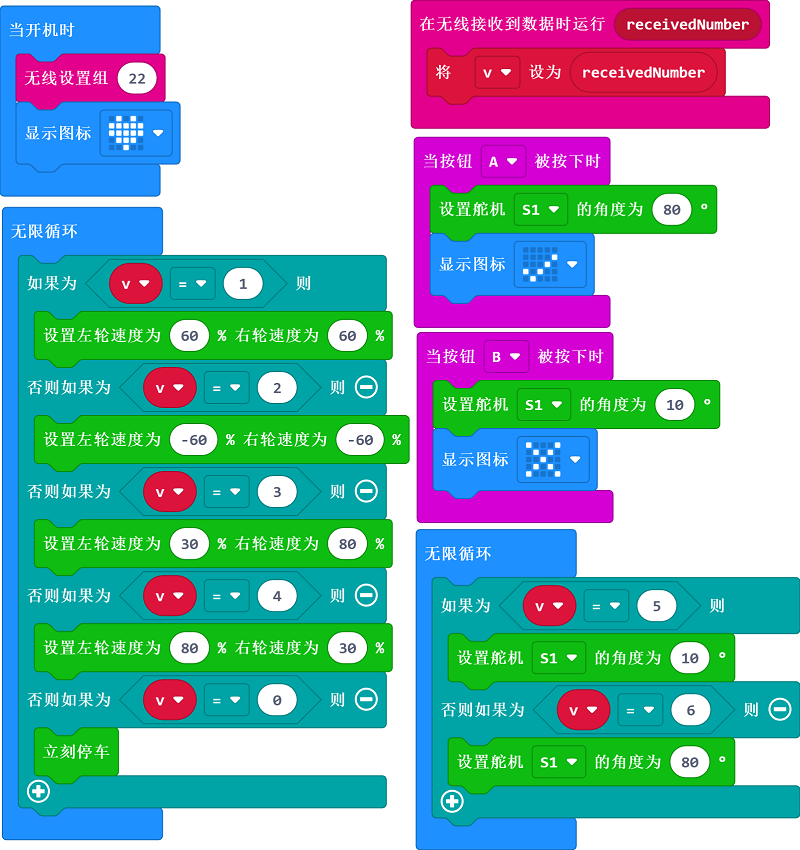 当开机时
无线设置组 22
显示图标
无限循环
如果为 v = 1 则
设置左轮速度为 60 % 右轮速度为 60 %
否则如果为 v = 2 则
设置左轮速度为 -60 % 右轮速度为 -60 %
否则如果为 v = 3 则
设置左轮速度为 30 % 右轮速度为 80 %
否则如果为 v = 4 则
设置左轮速度为 80 % 右轮速度为 30 %
否则如果为 v = 0 则
立刻停车
在无线接收到数据时运行 receivedNumber
将 v 设为 receivedNumber
当按钮 A 被按下时
设置舵机 S1 的角度为 80 °
显示图标
当按钮 B 被按下时
设置舵机 S1 的角度为 10 °
显示图标
无限循环
如果为 v = 5 则
设置舵机 S1 的角度为 10 °
否则如果为 v = 6 则
设置舵机 S1 的角度为 80 °